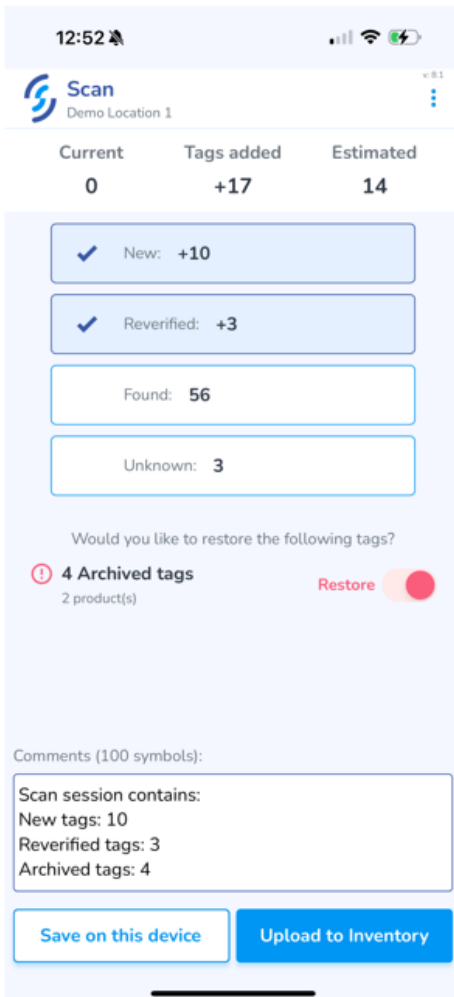 12:52
Scan
v: 8.1
Demo Location 1
Current Tags added Estimated
0 +17 14
New: +10
Reverified: +3
Found: 56
Unknown: 3
Would you like to restore the following tags?
4 Archived tags
Restore
2 product(s)
Comments (100 symbols):
Scan session contains:
New tags: 10
Reverified tags: 3
Archived tags: 4
Save on this device Upload to Inventory